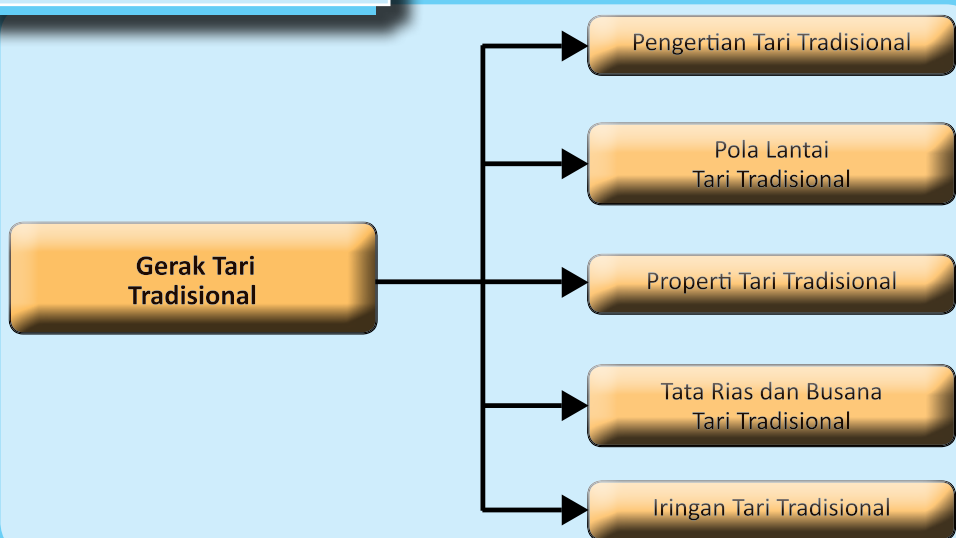 Gerak Tari
Tradisional
Pengertian Tari Tradisional
Pola Lantai
Tari Tradisional
Properti Tari Tradisional
Tata Rias dan Busana
Tari Tradisional
Iringan Tari Tradisional